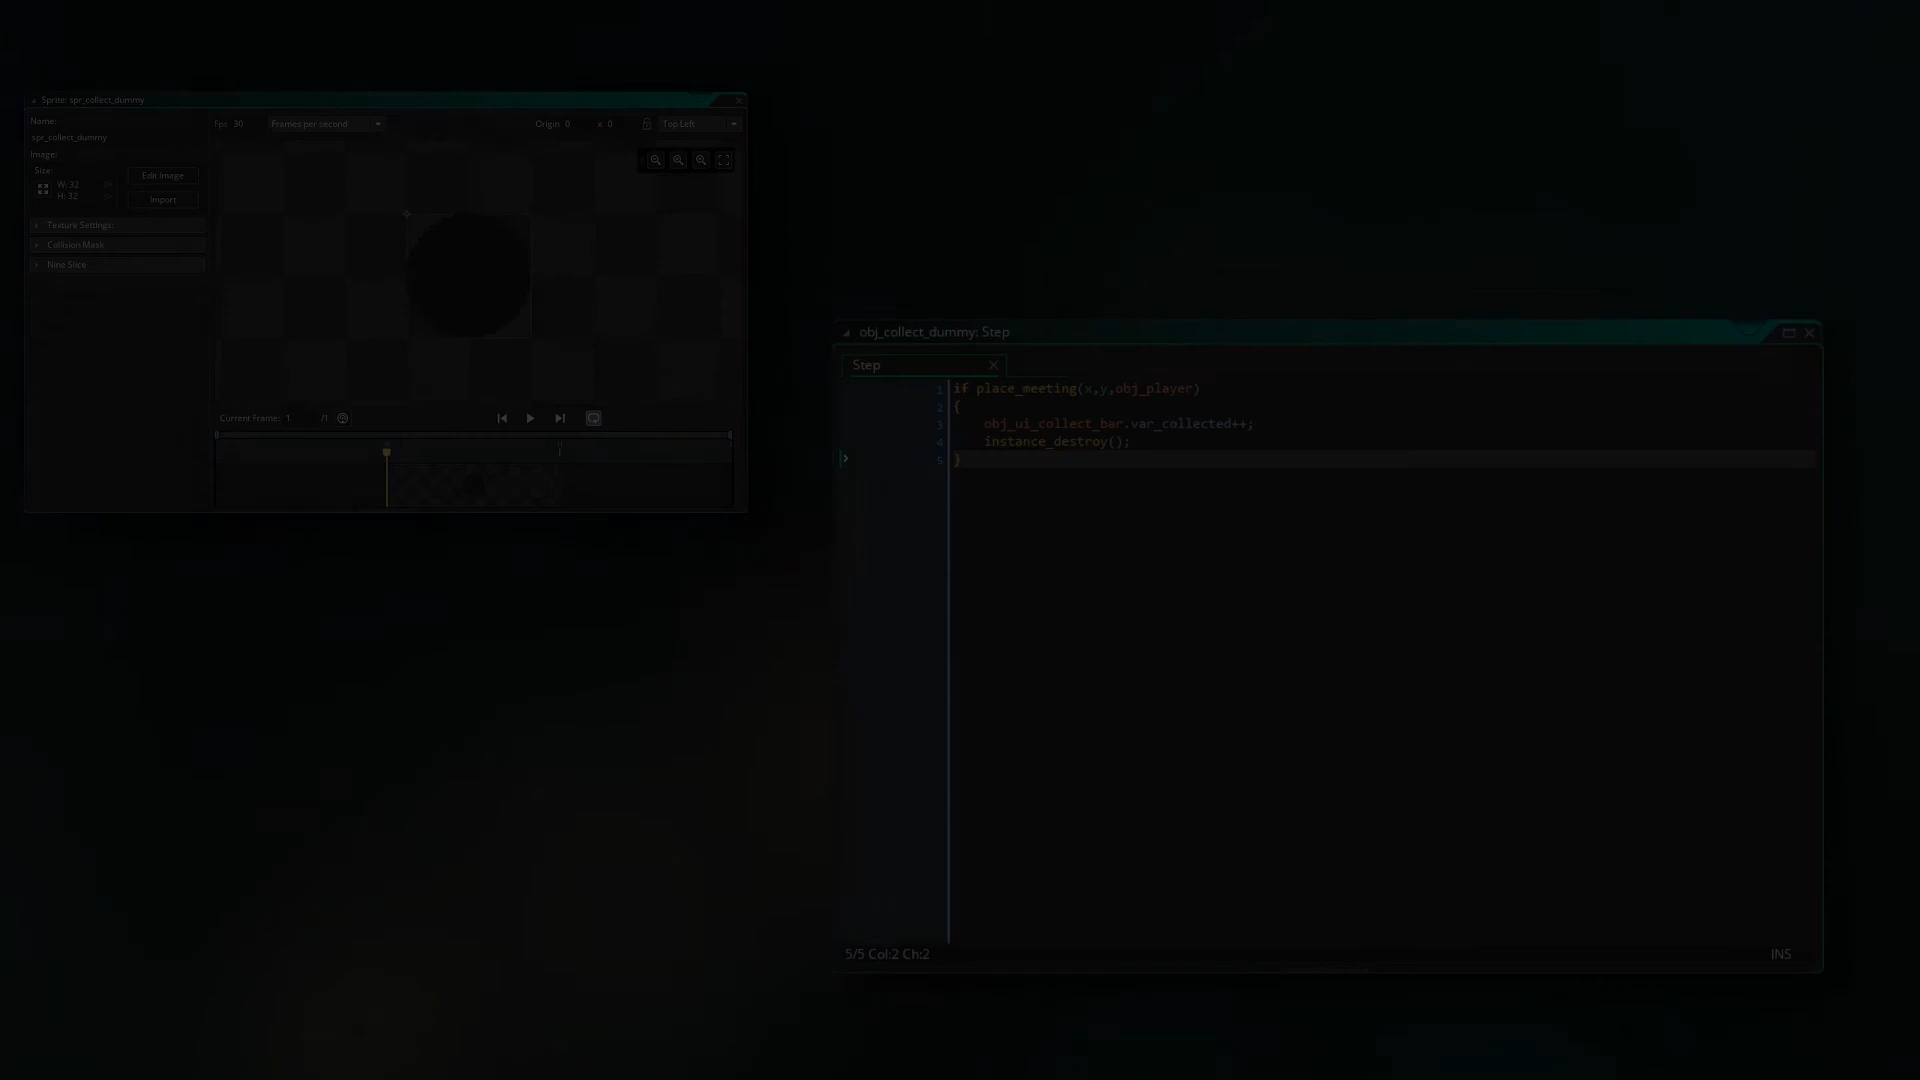 Sprite: spr_collect_dummy
Name:
spr_collect_dummy
Image:
Size:
W: 32
H: 32
Edit Image
Import
Texture Settings:
Collision Mask
Nine Slice
Fps 30 Frames per second Origin 0 x 0 Top Left
Current Frame: 1 /1
obj_collect_dummy: Step
Step
1 if place_meeting(x,y,obj_player)
2 {
3 obj_ui_collect_bar.var_collected++;
4 instance_destroy();
5 }
5/5 Col:2 Ch:2 INS